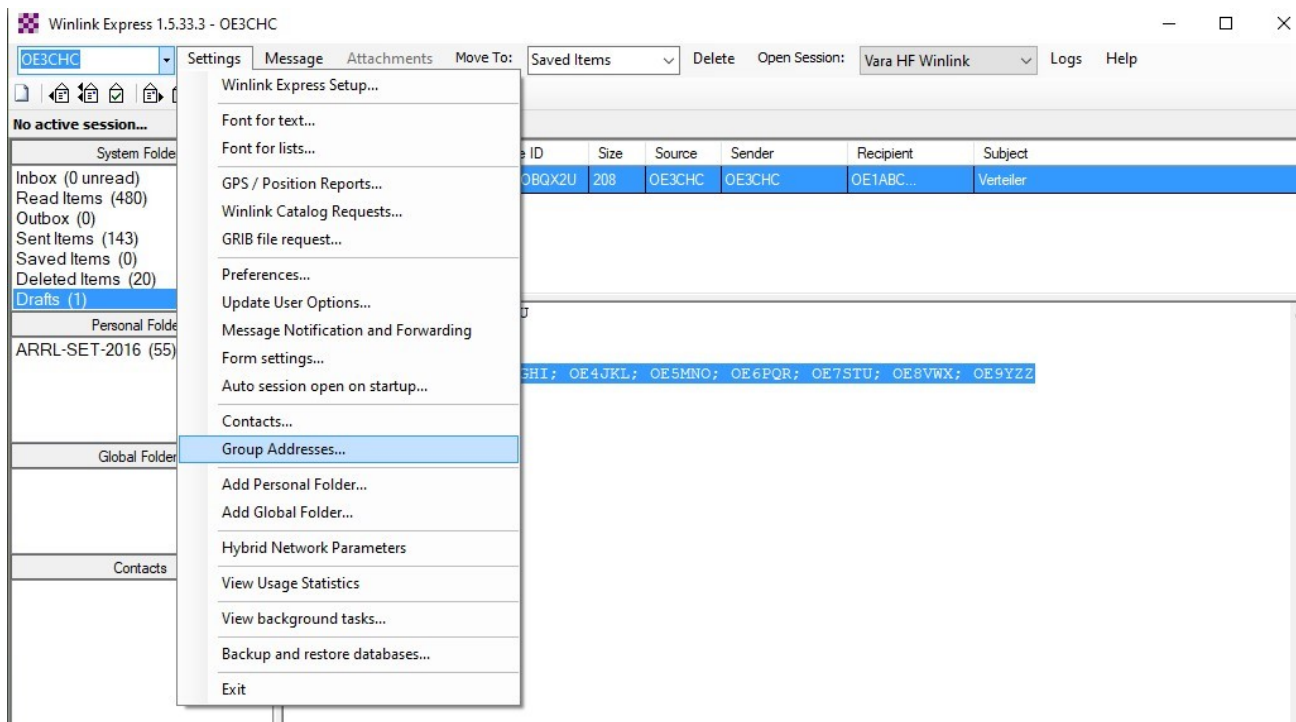 Winlink Express 1.5.33.3 - OE3CHC
OE3CHC Settings Message Attachments Move To: Saved Items Delete Open Session: Vara HF Winlink Logs Help
No active session...
Winlink Express Setup...
Font for text...
Font for lists...
GPS / Position Reports...
Winlink Catalog Requests...
GRIB file request...
Preferences...
Update User Options...
Message Notification and Forwarding
Form settings...
Auto session open on startup...
Contacts...
Group Addresses...
Add Personal Folder...
Add Global Folder...
Hybrid Network Parameters
View Usage Statistics
View background tasks...
Backup and restore databases...
Exit
System Folde
Inbox (0 unread)
Read Items (480)
Outbox (0)
Sent Items (143)
Saved Items (0)
Deleted Items (20)
Drafts (1)
Personal Folde
ARRL-SET-2016 (55)
Global Folder
Contacts
e ID Size Source Sender Recipient Subject
OBQX2U 208 OE3CHC OE3CHC OE1ABC... Verteiler
U
GHI; OE4JKL; OE5MNO; OE6PQR; OE7STU; OE8VWX; OE9YZZ